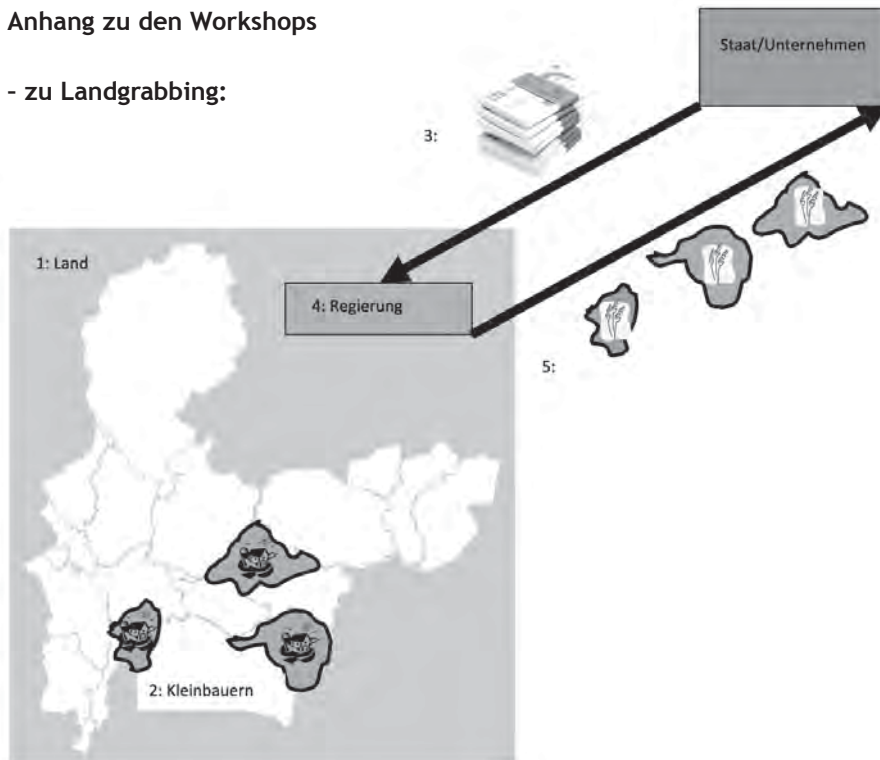 Anhang zu den Workshops
- zu Landgrabbing:
Staat/Unternehmen
3:
1: Land
4: Regierung
5:
2: Kleinbauern